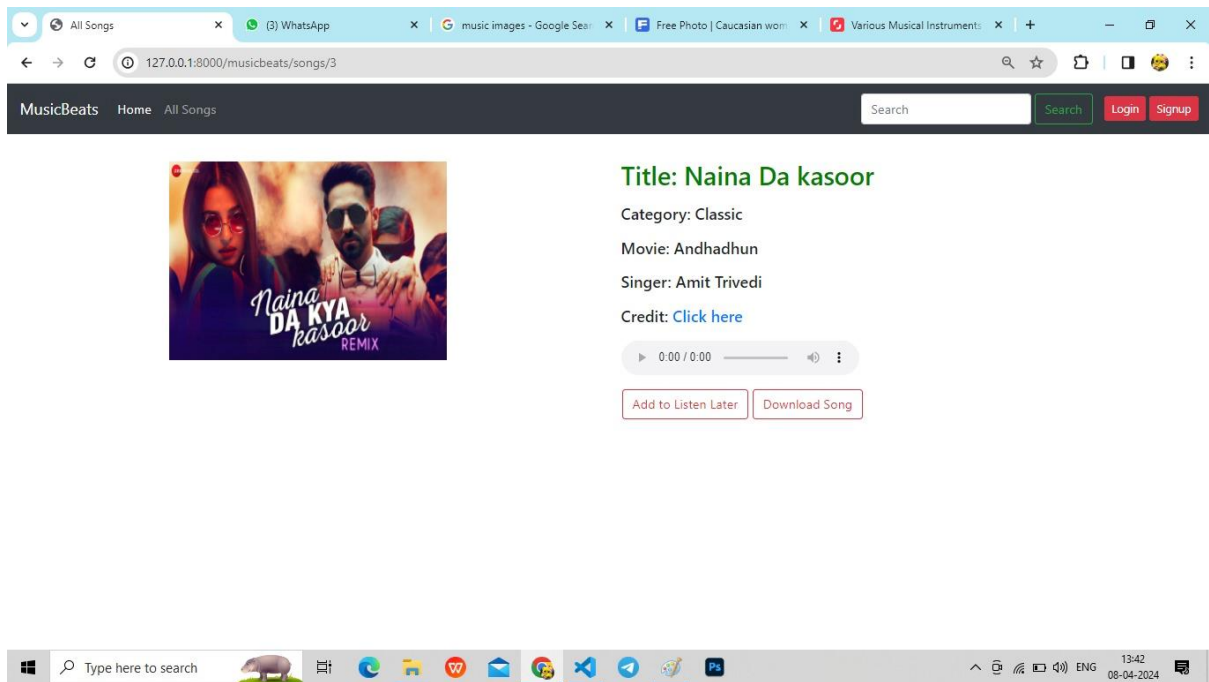 All Songs
(3) WhatsApp
music images - Google Sear
Free Photo | Caucasian wom
Various Musical Instruments
127.0.0.1:8000/musicbeats/songs/3
MusicBeats Home All Songs Search Search Login Signup
Naina
DA KYA
kasoor
REMIX
Title: Naina Da kasoor
Category: Classic
Movie: Andhadhun
Singer: Amit Trivedi
Credit: Click here
0:00 / 0:00
Add to Listen Later Download Song
Type here to search
Ps
ENG
13:42
08-04-2024